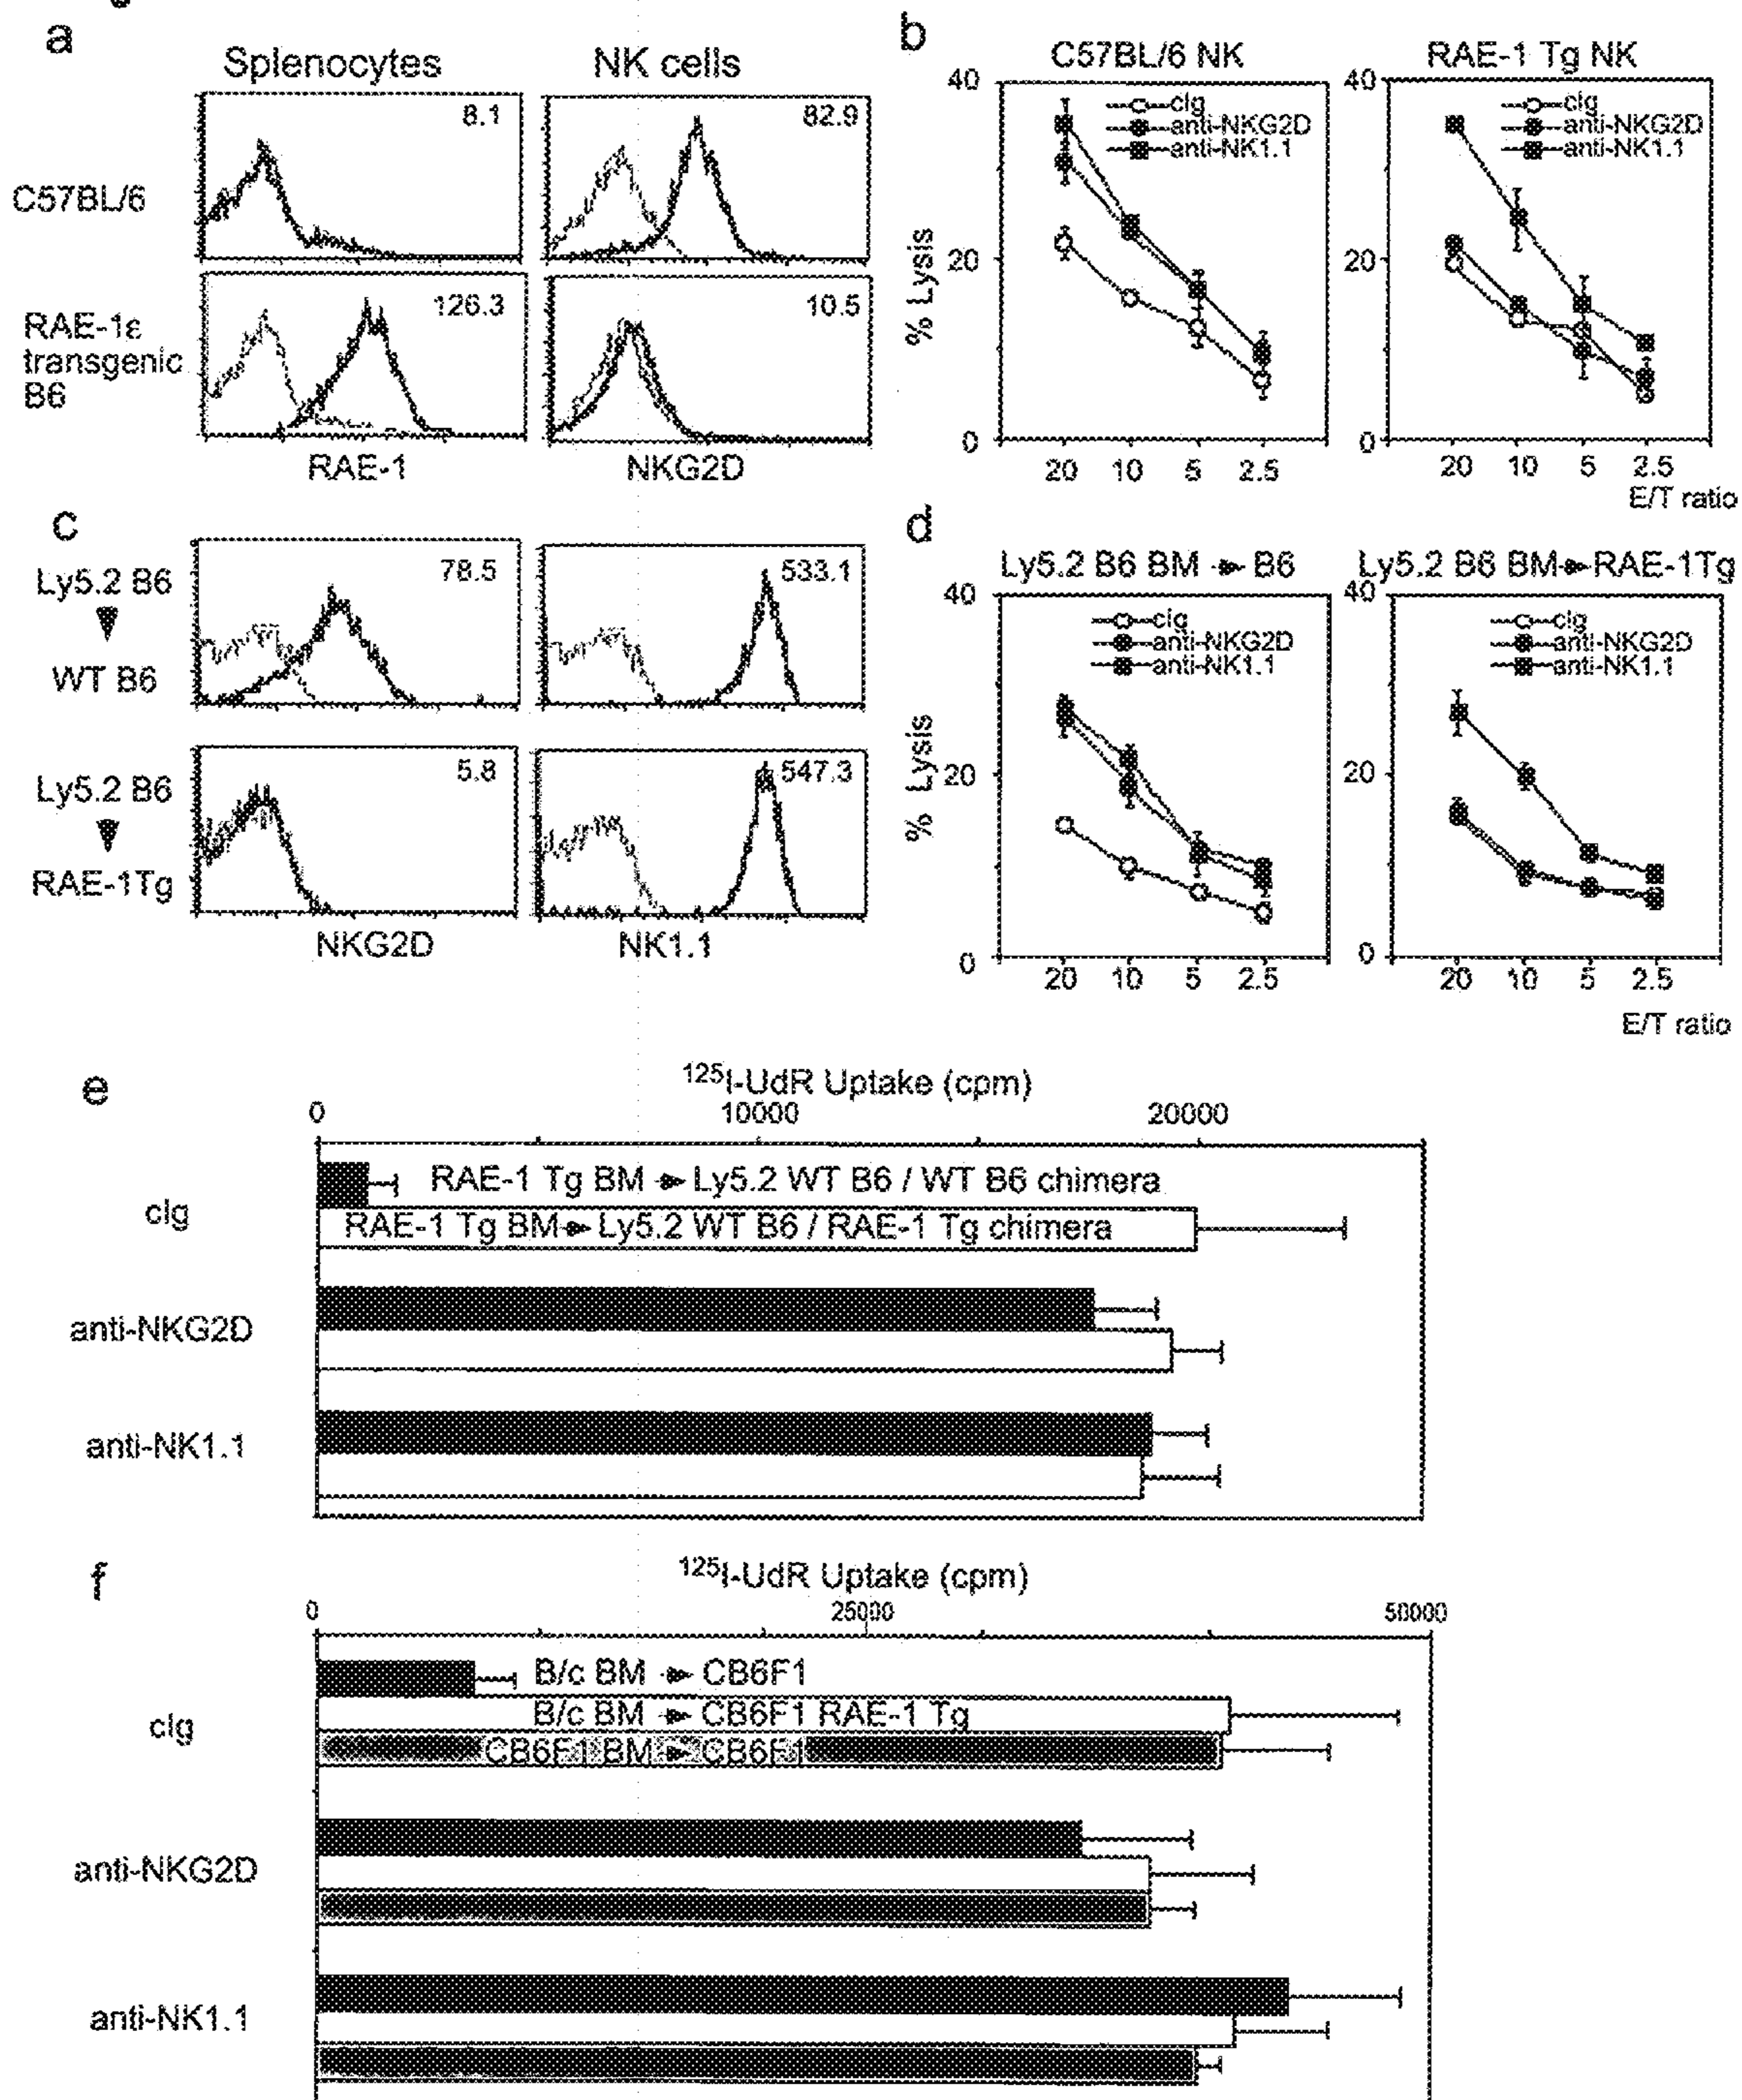 a
Splenocytes
NK cells
C57BL/6
8.1
82.9
RAE-1ε
transgenic
B6
126.3
10.5
RAE-1
NKG2D
b
C57BL/6 NK
RAE-1 Tg NK
40
40
cIg
anti-NKG2D
anti-NK1.1
cIg
anti-NKG2D
anti-NK1.1
% Lysis
20
20
0
0
20 10 5 2.5
20 10 5 2.5
E/T ratio
c
Ly5.2 B6
WT B6
78.5
533.1
Ly5.2 B6
RAE-1Tg
5.8
547.3
NKG2D
NK1.1
d
Ly5.2 B6 BM ► B6
Ly5.2 B6 BM►RAE-1Tg
40
40
cIg
anti-NKG2D
anti-NK1.1
cIg
anti-NKG2D
anti-NK1.1
% Lysis
20
20
0
0
20 10 5 2.5
20 10 5 2.5
E/T ratio
e
125I-UdR Uptake (cpm)
0 10000 20000
cIg
RAE-1 Tg BM ► Ly5.2 WT B6 / WT B6 chimera
RAE-1 Tg BM ► Ly5.2 WT B6 / RAE-1 Tg chimera
anti-NKG2D
anti-NK1.1
f
125I-UdR Uptake (cpm)
0 25000 50000
cIg
B/c BM ► CB6F1
B/c BM ► CB6F1 RAE-1 Tg
CB6F1 BM ► CB6F1
anti-NKG2D
anti-NK1.1